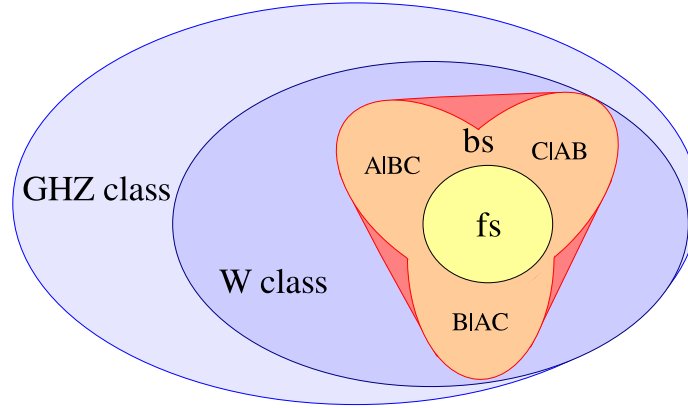 bs
C|AB
A|BC
GHZ class
fs
W class
B|AC